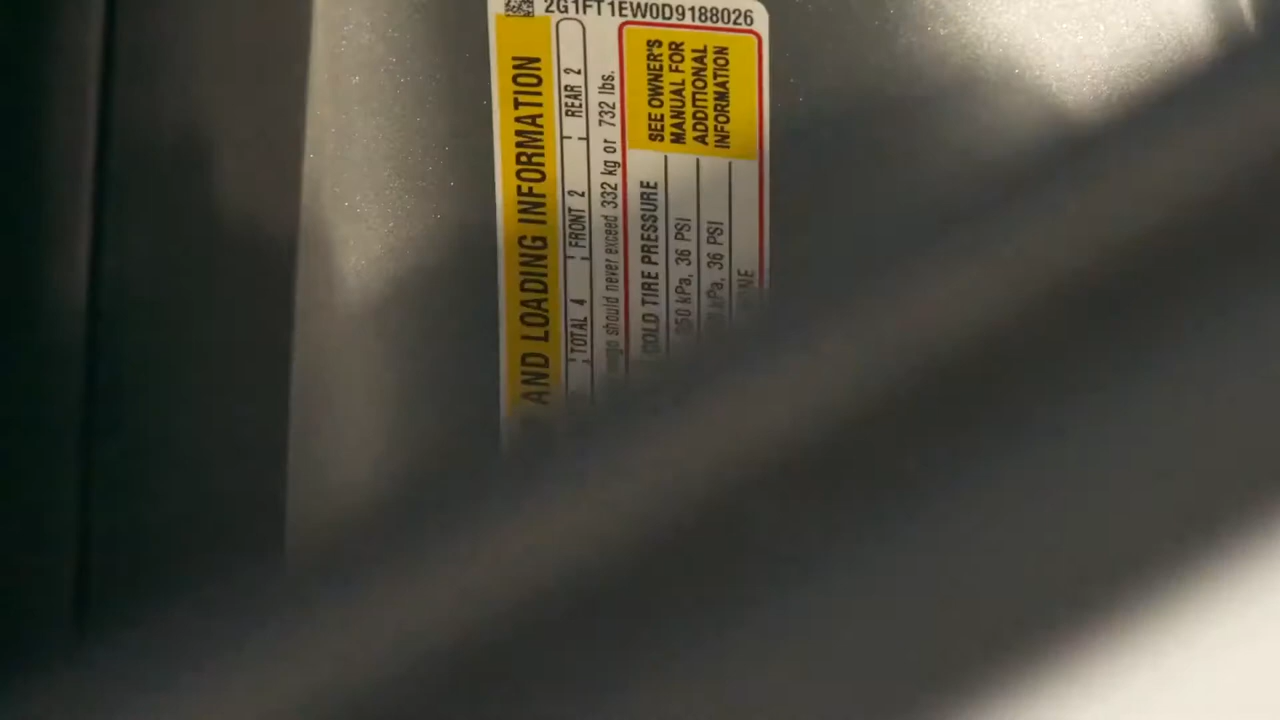 2G1FT1EW0D9188026
AND LOADING INFORMATION
TOTAL 4 FRONT 2 REAR 2
should never exceed 332 kg or 732 lbs.
COLD TIRE PRESSURE
kPa, 36 PSI
kPa, 36 PSI
SEE OWNER'S
MANUAL FOR
ADDITIONAL
INFORMATION